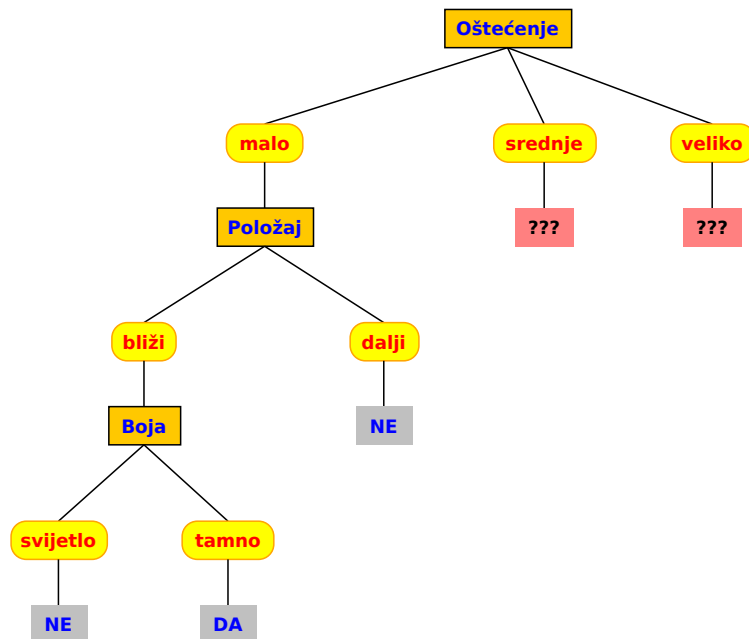 Oštećenje
malo
srednje
veliko
Položaj
???
???
bliži
dalji
Boja
NE
svijetlo
tamno
NE
DA